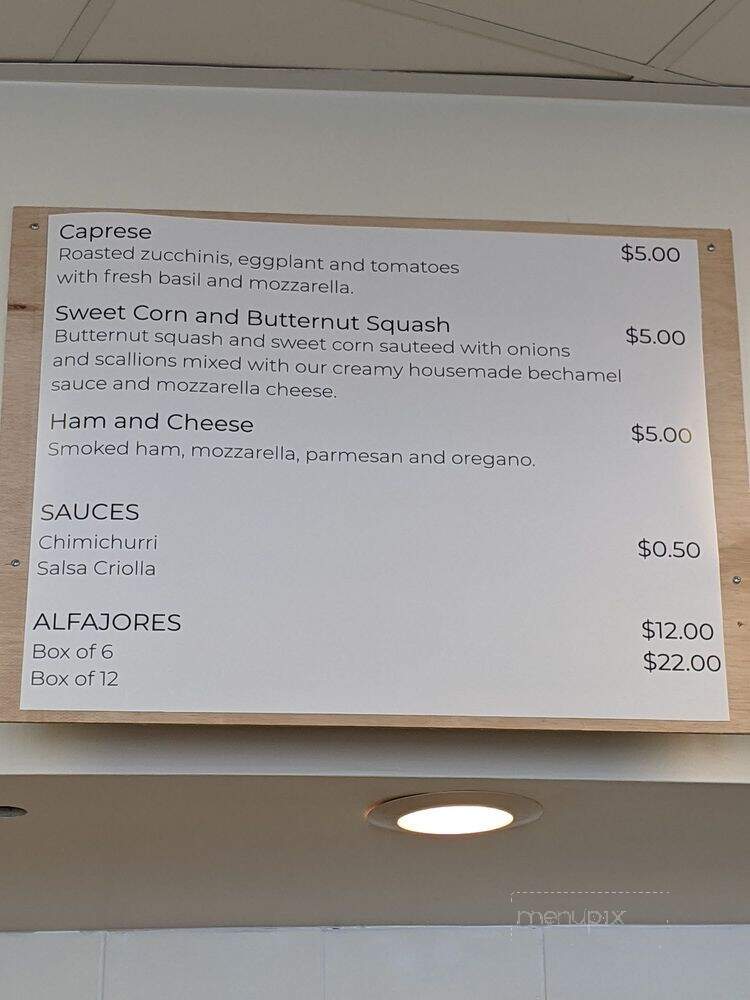 Caprese $5.00
Roasted zucchinis, eggplant and tomatoes
with fresh basil and mozzarella.
Sweet Corn and Butternut Squash $5.00
Butternut squash and sweet corn sauteed with onions
and scallions mixed with our creamy housemade bechamel
sauce and mozzarella cheese.
Ham and Cheese $5.00
Smoked ham, mozzarella, parmesan and oregano.
SAUCES
Chimichurri $0.50
Salsa Criolla
ALFAJORES
Box of 6 $12.00
Box of 12 $22.00
menupix